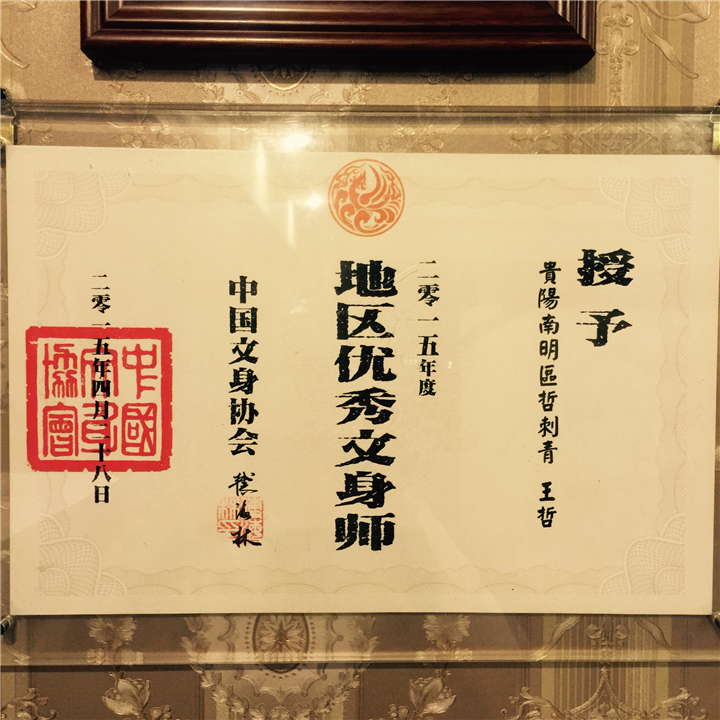 授予
貴陽南明區哲刺青 王哲
二零一五年度
地区优秀文身师
中国文身协会
二零一五年四月二十八日
中國文身協會